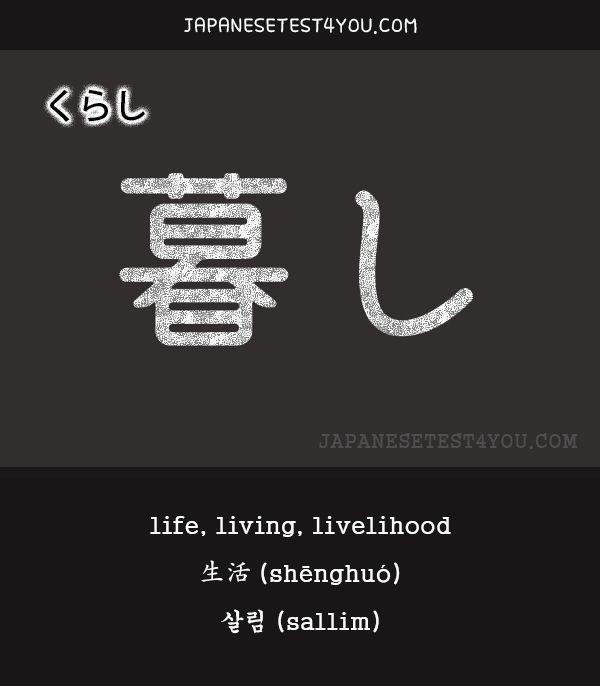 JAPANESETEST4YOU.COM
くらし
暮し
JAPANESETEST4YOU.COM
life, living, livelihood
生活 (shēnghuó)
살림 (sallim)